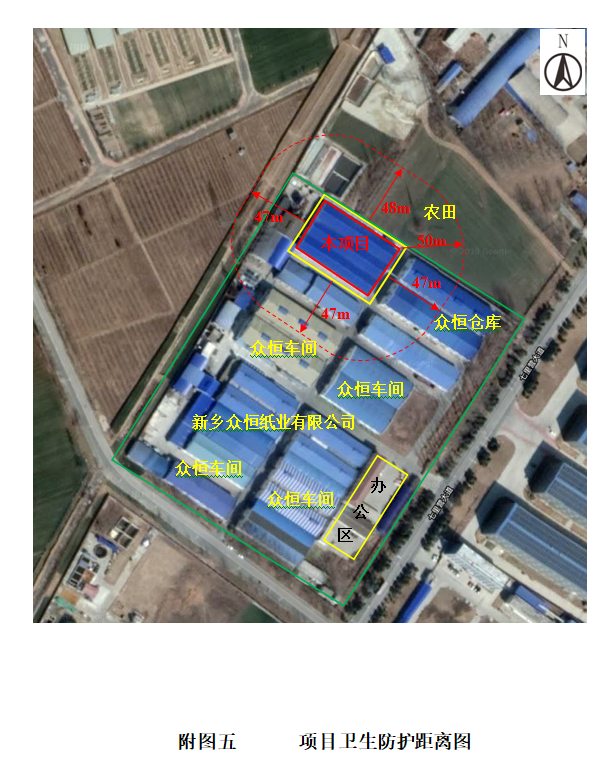 N
48m
农田
47m
本项目
50m
47m
47m
众恒仓库
众恒车间
众恒车间
新乡众恒纸业有限公司
众恒车间
众恒车间
办
公
区
附图五 项目卫生防护距离图